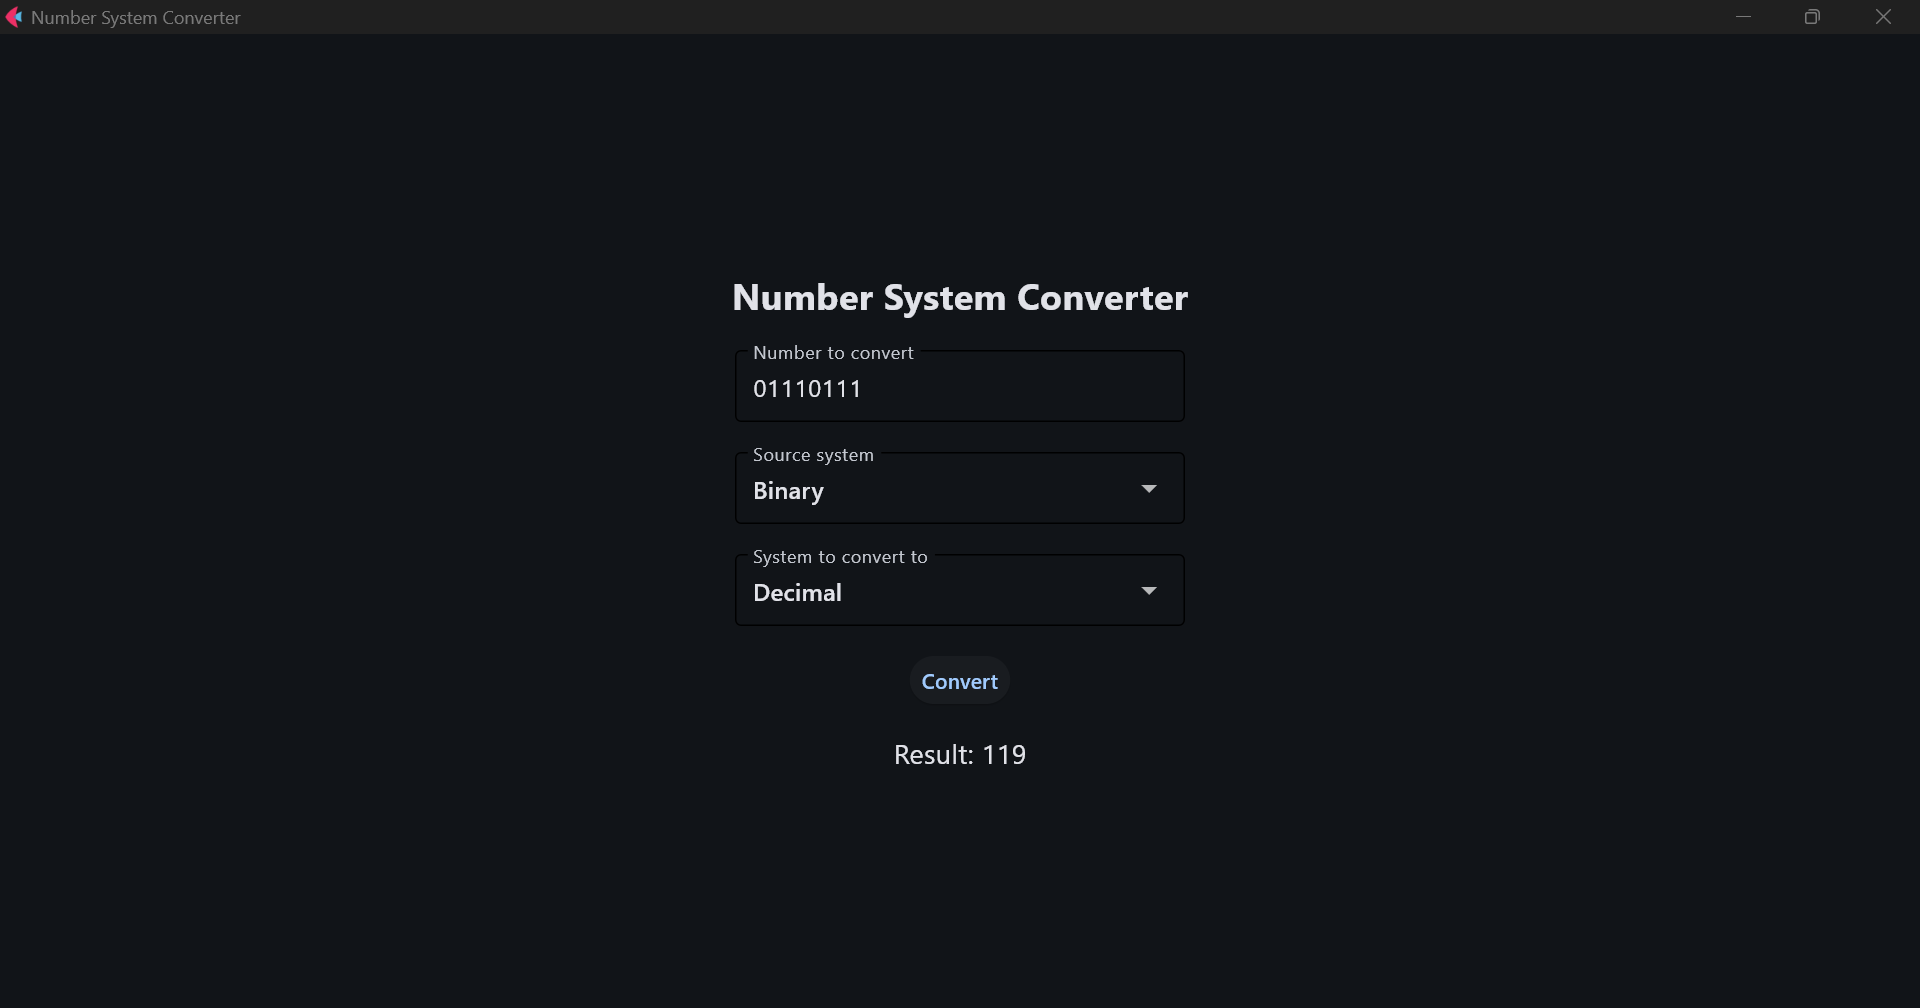 Number System Converter
Number System Converter
Number to convert
01110111
Source system
Binary
System to convert to
Decimal
Convert
Result: 119